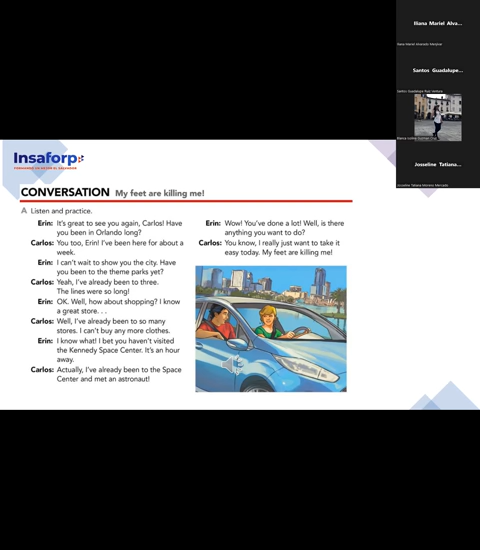 Iliana Mariel Alva...
Santos Guadalupe...
Josseline Tatiana...
Insaforp
CONVERSATION My feet are killing me!
A Listen and practice.
Erin: It's great to see you again, Carlos! Have
you been in Orlando long?
Carlos: You too, Erin! I've been here for about a
week.
Erin: I can't wait to show you the city. Have
you been to the theme parks yet?
Carlos: Yeah, I've already been to three.
The lines were so long!
Erin: OK. Well, how about shopping? I know
a great store. . .
Carlos: Well, I've already been to so many
stores. I can't buy any more clothes.
Erin: I know what! I bet you haven't visited
the Kennedy Space Center. It's an hour
away.
Carlos: Actually, I've already been to the Space
Center and met an astronaut!
Erin: Wow! You've done a lot! Well, is there
anything you want to do?
Carlos: You know, I really just want to take it
easy today. My feet are killing me!